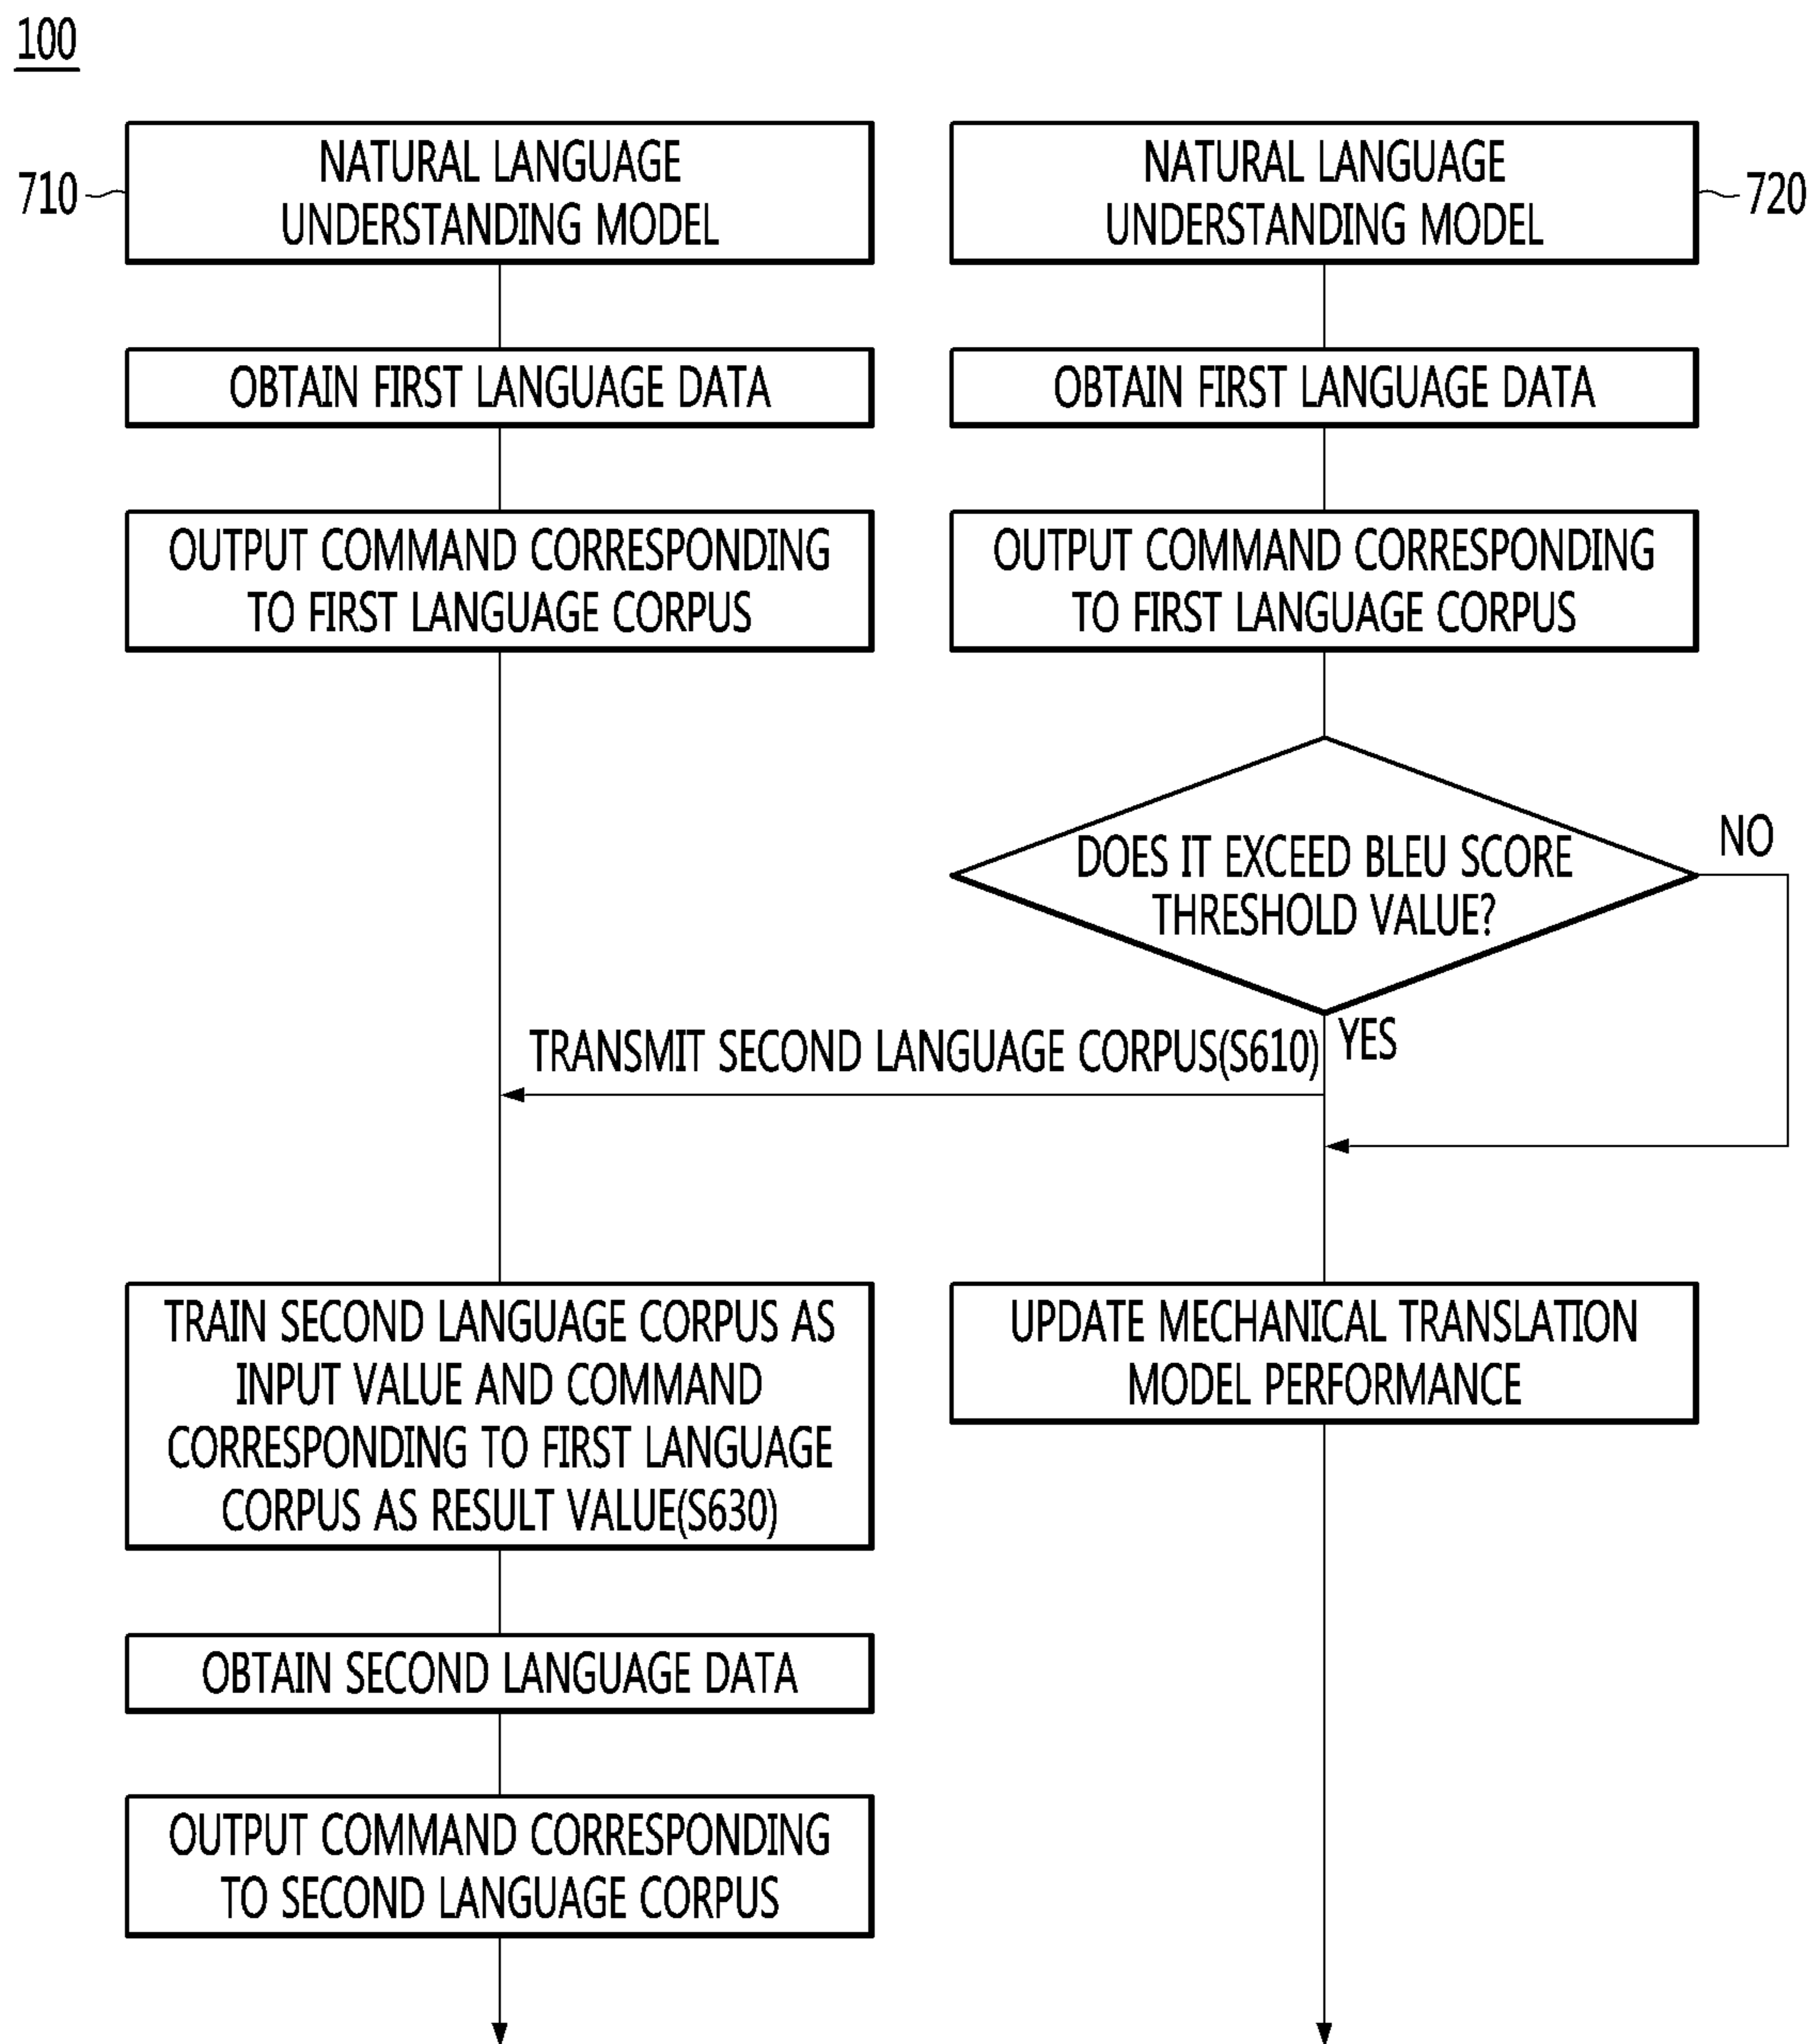 100
710
NATURAL LANGUAGE
UNDERSTANDING MODEL
NATURAL LANGUAGE
UNDERSTANDING MODEL
720
OBTAIN FIRST LANGUAGE DATA
OBTAIN FIRST LANGUAGE DATA
OUTPUT COMMAND CORRESPONDING
TO FIRST LANGUAGE CORPUS
OUTPUT COMMAND CORRESPONDING
TO FIRST LANGUAGE CORPUS
DOES IT EXCEED BLEU SCORE
THRESHOLD VALUE?
NO
YES
TRANSMIT SECOND LANGUAGE CORPUS(S610)
TRAIN SECOND LANGUAGE CORPUS AS
INPUT VALUE AND COMMAND
CORRESPONDING TO FIRST LANGUAGE
CORPUS AS RESULT VALUE(S630)
UPDATE MECHANICAL TRANSLATION
MODEL PERFORMANCE
OBTAIN SECOND LANGUAGE DATA
OUTPUT COMMAND CORRESPONDING
TO SECOND LANGUAGE CORPUS